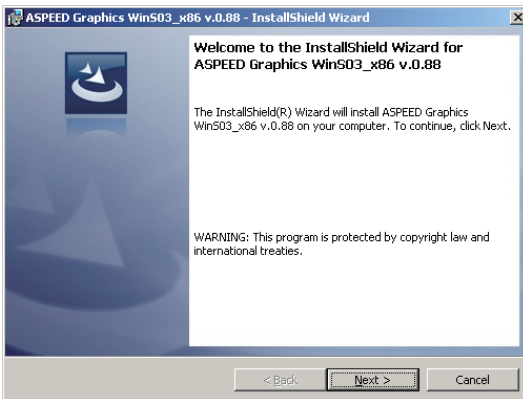 ASPEED Graphics WinS03_x86 v.0.88 - InstallShield Wizard
Welcome to the InstallShield Wizard for
ASPEED Graphics WinS03_x86 v.0.88
The InstallShield(R) Wizard will install ASPEED Graphics
WinS03_x86 v.0.88 on your computer. To continue, click Next.
WARNING: This program is protected by copyright law and
international treaties.
< Back
Next >
Cancel